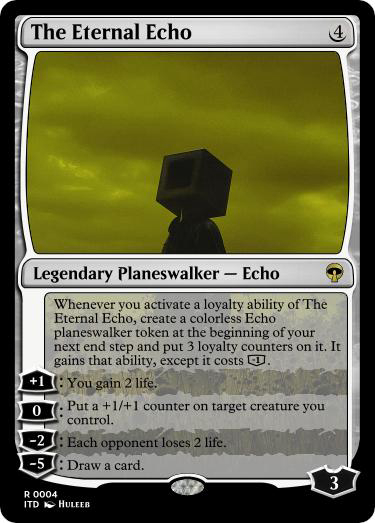 The Eternal Echo 4
Legendary Planeswalker — Echo
Whenever you activate a loyalty ability of The
Eternal Echo, create a colorless Echo
planeswalker token at the beginning of your
next end step and put 3 loyalty counters on it. It
gains that ability, except it costs -1.
+1 : You gain 2 life.
0 : Put a +1/+1 counter on target creature you
control.
-2 : Each opponent loses 2 life.
-5 : Draw a card.
3
R 0004
ITD Huleeb